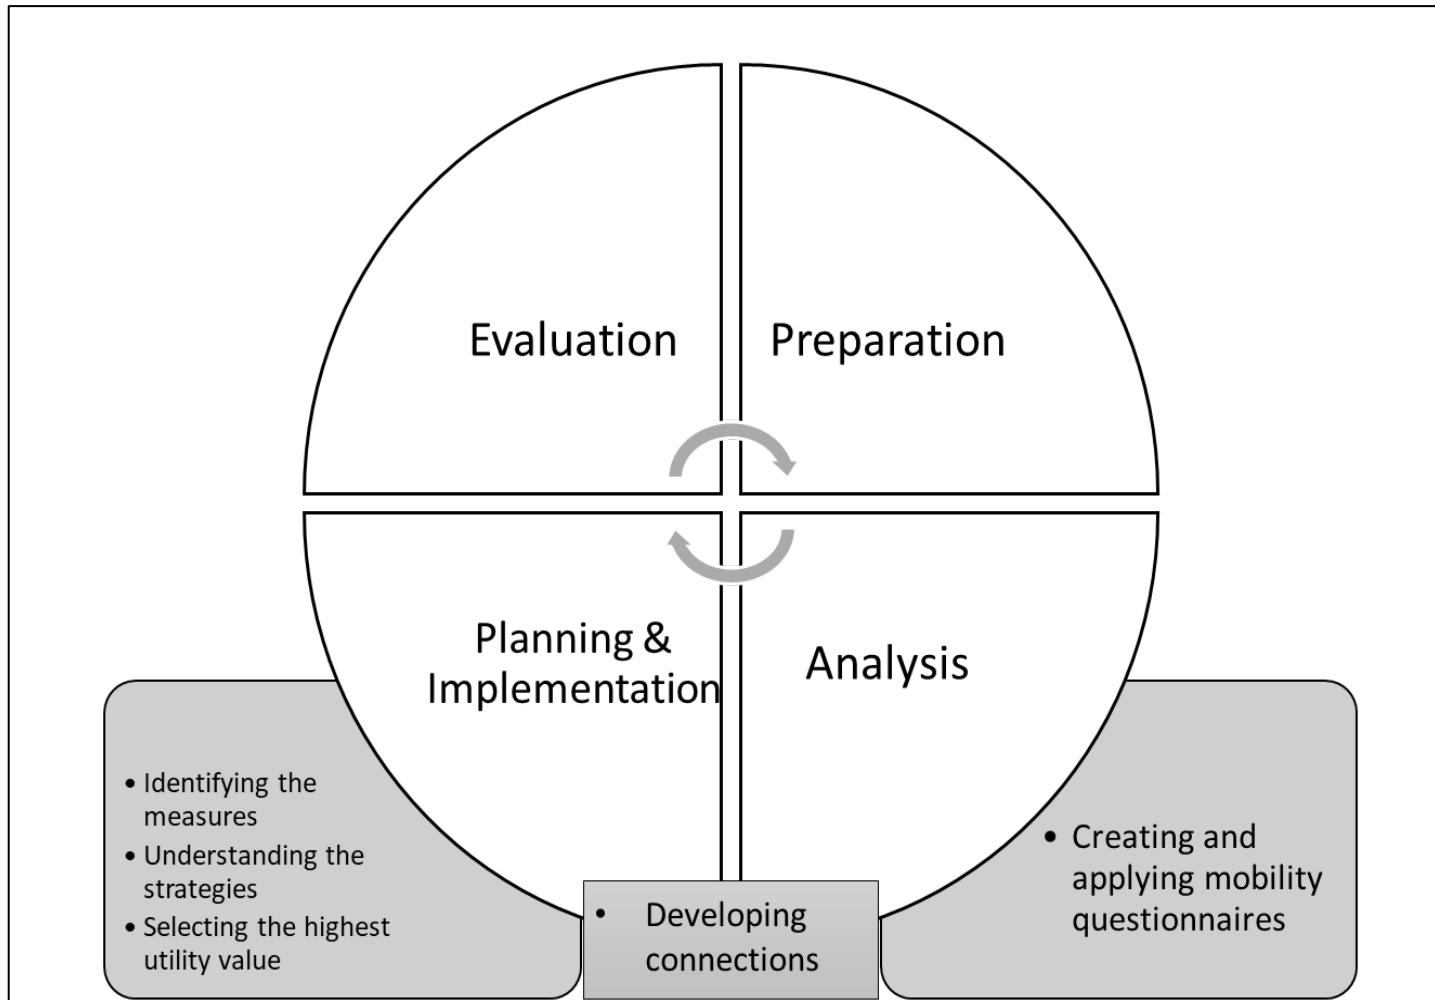 Evaluation
Preparation
Planning &
Implementation
Analysis
• Identifying the
measures
• Understanding the
strategies
• Selecting the highest
utility value
• Developing
connections
• Creating and
applying mobility
questionnaires